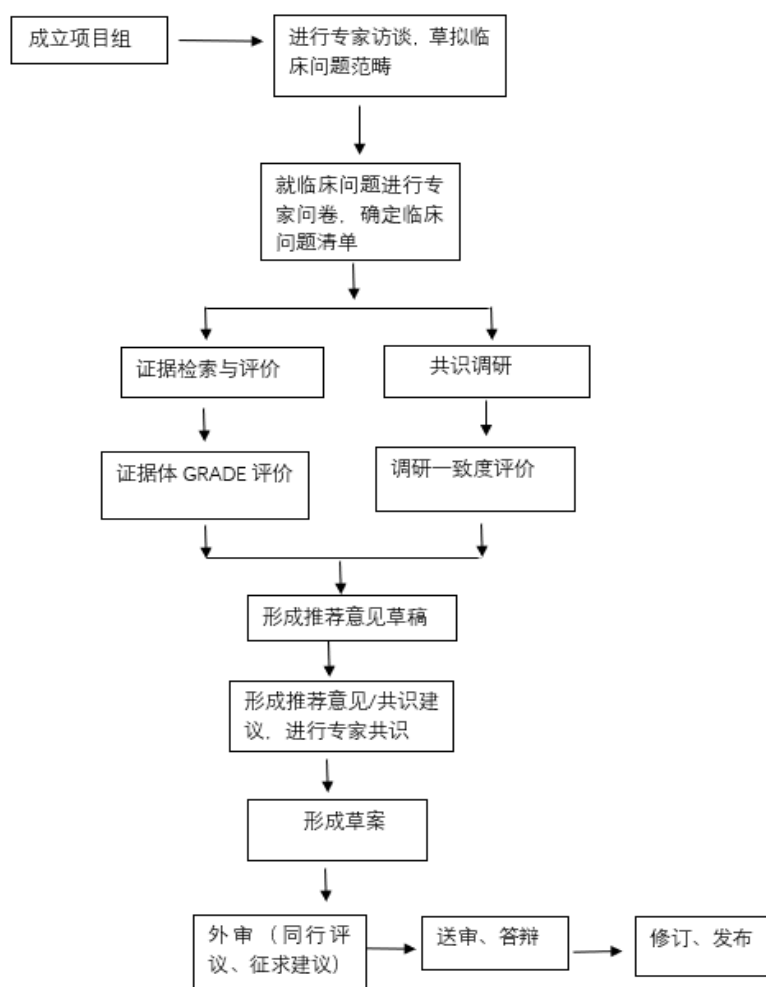 成立项目组
进行专家访谈，草拟临
床问题范畴
就临床问题进行专
家问卷，确定临床
问题清单
证据检索与评价
共识调研
证据体 GRADE 评价
调研一致度评价
形成推荐意见草稿
形成推荐意见/共识建
议，进行专家共识
形成草案
外审（同行评
议、征求建议）
送审、答辩
修订、发布